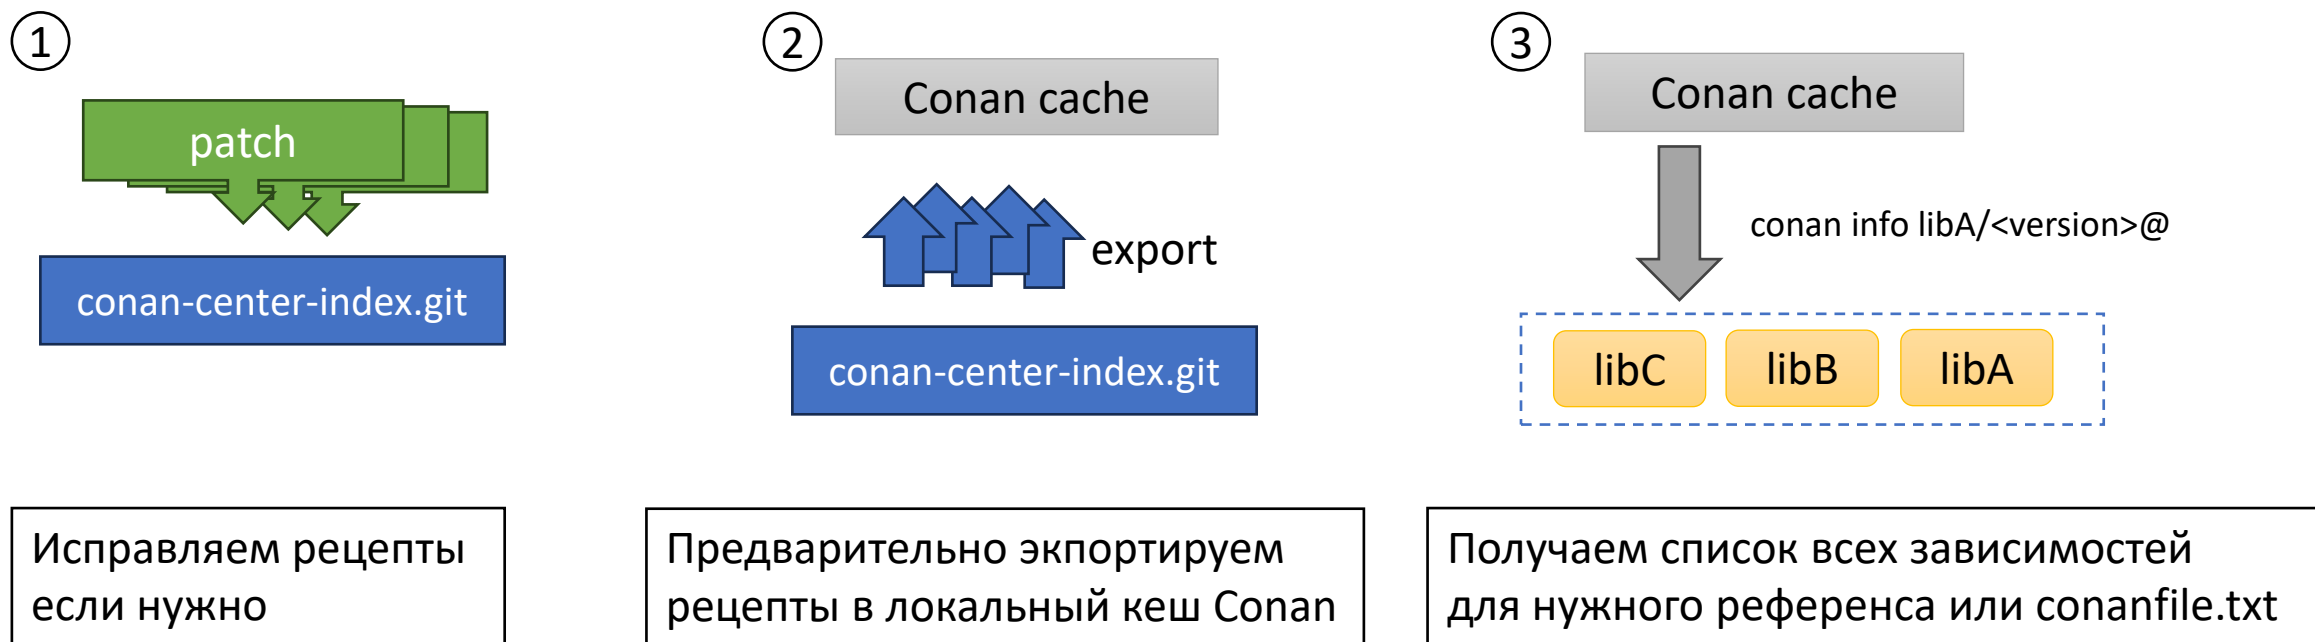 1
patch
conan-center-index.git
Исправляем рецепты
если нужно
2
Conan cache
export
conan-center-index.git
Предварительно экпортируем
рецепты в локальный кеш Conan
3
Conan cache
conan info libA/<version>@
libC
libB
libA
Получаем список всех зависимостей
для нужного референса или conanfile.txt